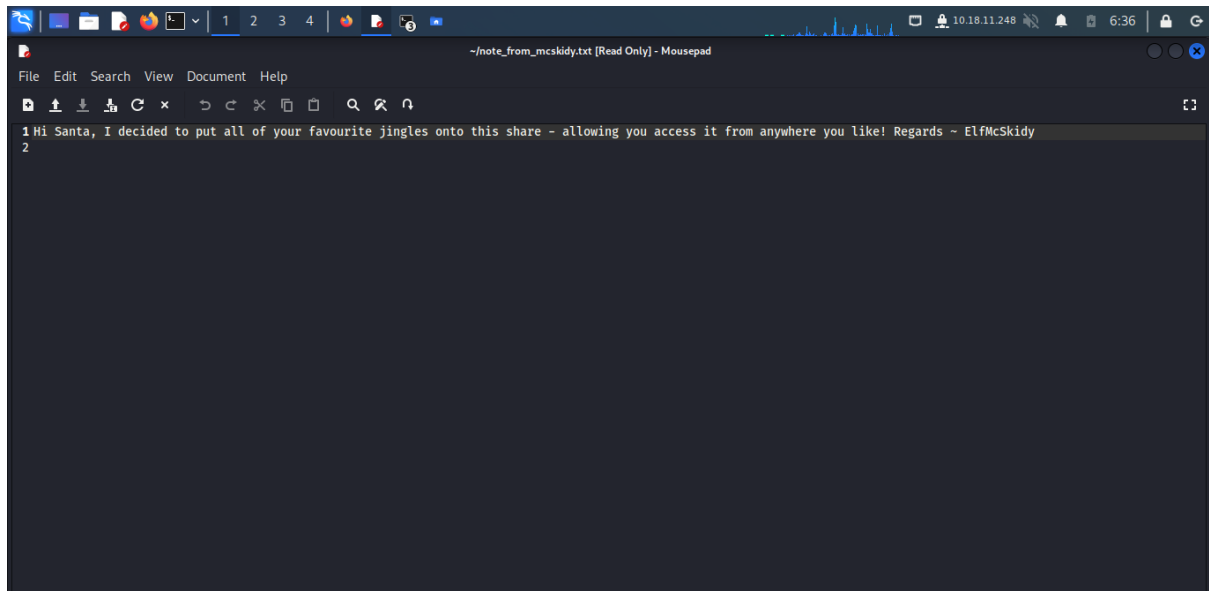 1 2 3 4 10.18.11.248 6:36
~/note_from_mcskidy.txt [Read Only] - Mousepad
File Edit Search View Document Help
1 Hi Santa, I decided to put all of your favourite jingles onto this share - allowing you access it from anywhere you like! Regards ~ ElfMcSkidy
2